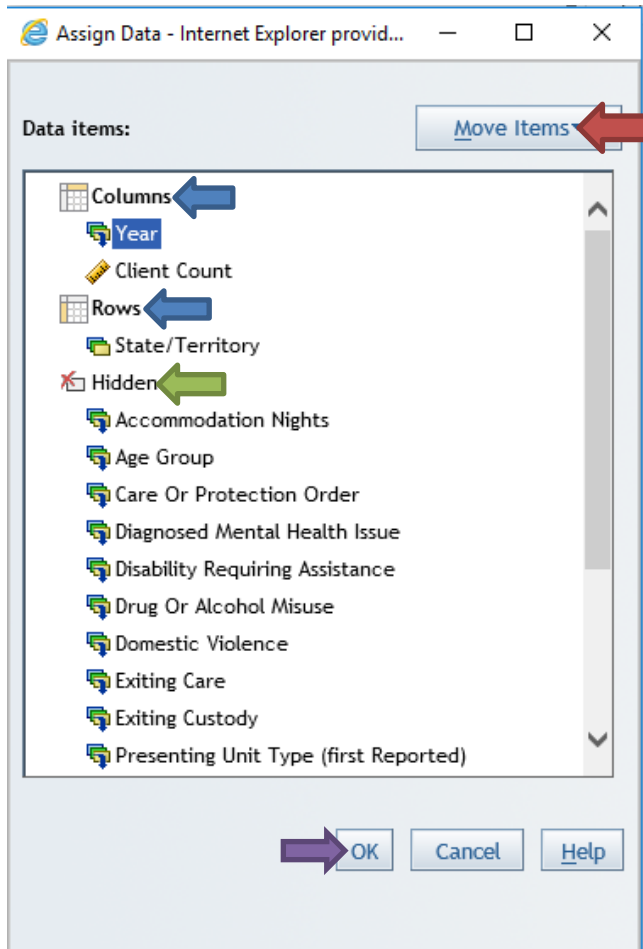 Assign Data - Internet Explorer provid...
Data items:
Move Items
Columns
Year
Client Count
Rows
State/Territory
Hidden
Accommodation Nights
Age Group
Care Or Protection Order
Diagnosed Mental Health Issue
Disability Requiring Assistance
Drug Or Alcohol Misuse
Domestic Violence
Exiting Care
Exiting Custody
Presenting Unit Type (first Reported)
OK Cancel Help